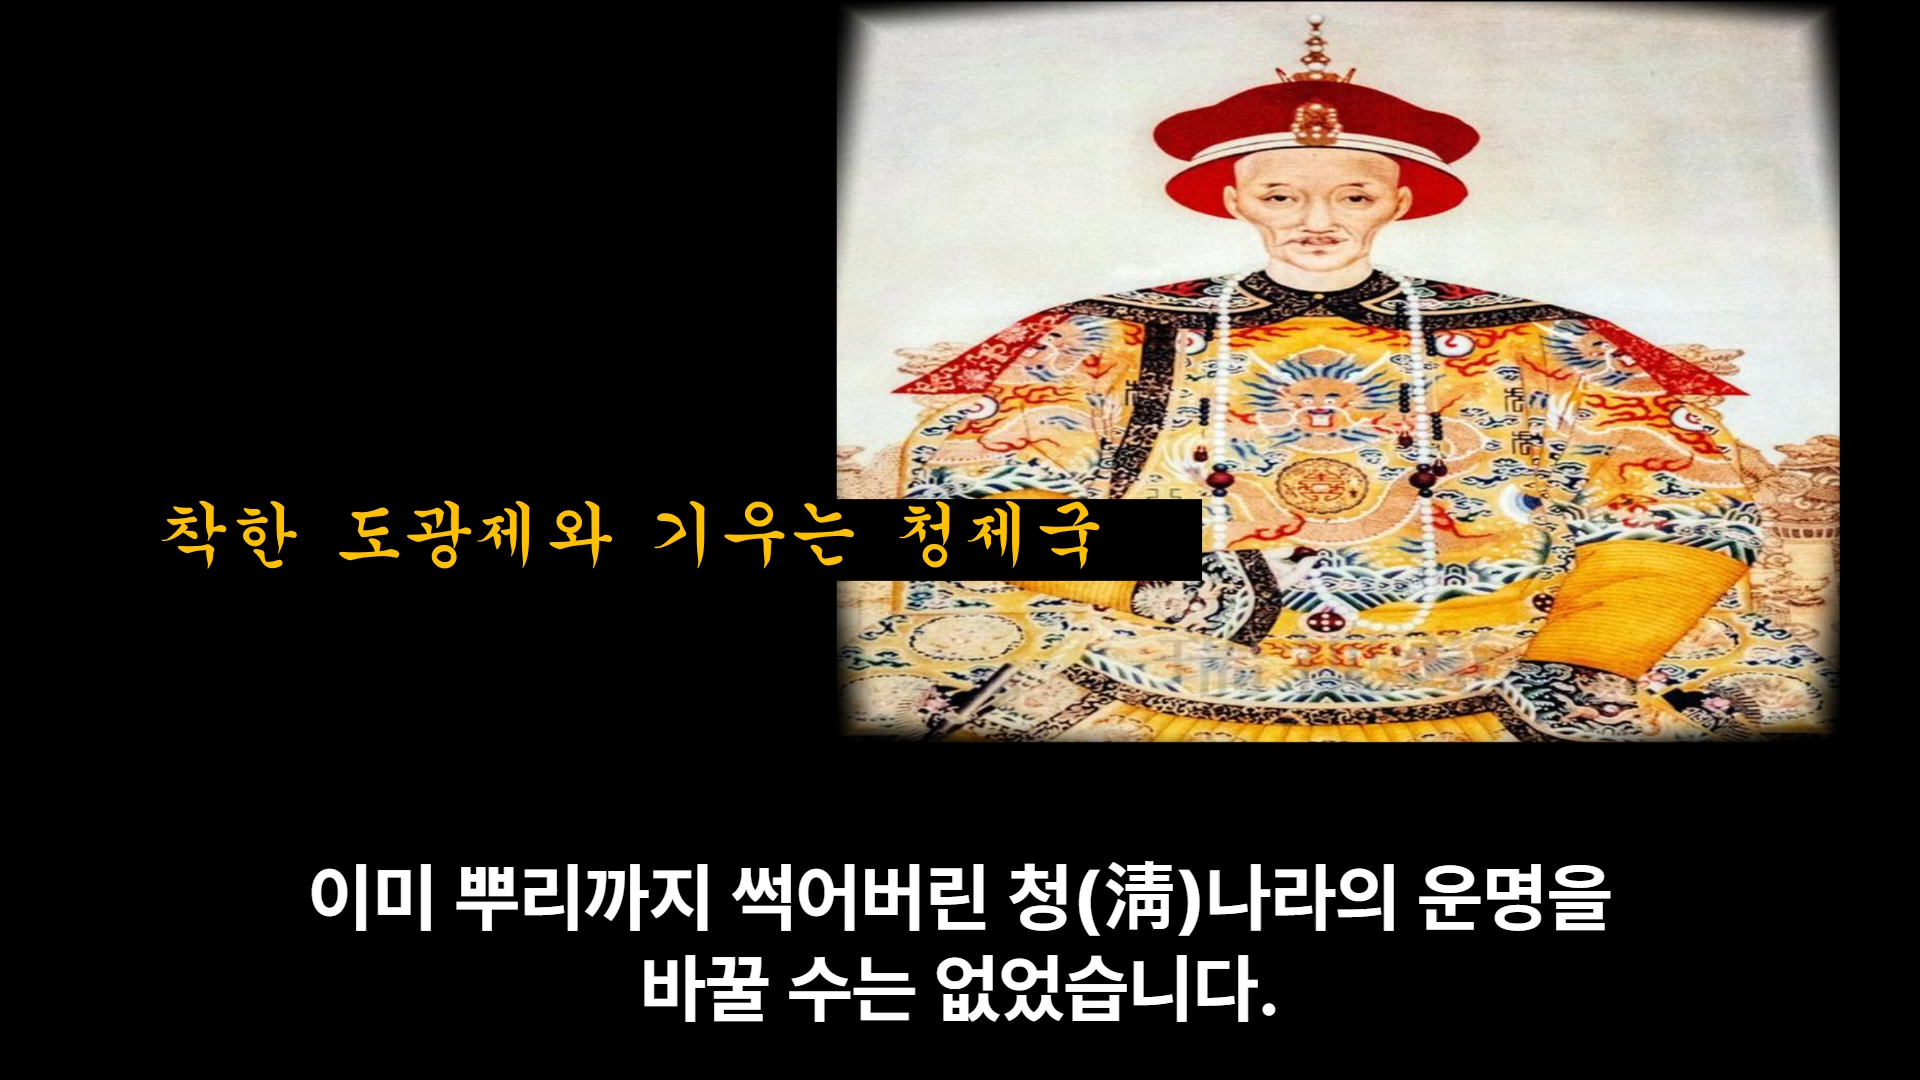 착한 도광제와 기우는 청제국
이미 뿌리까지 썩어버린 청(淸)나라의 운명을
바꿀 수는 없었습니다.